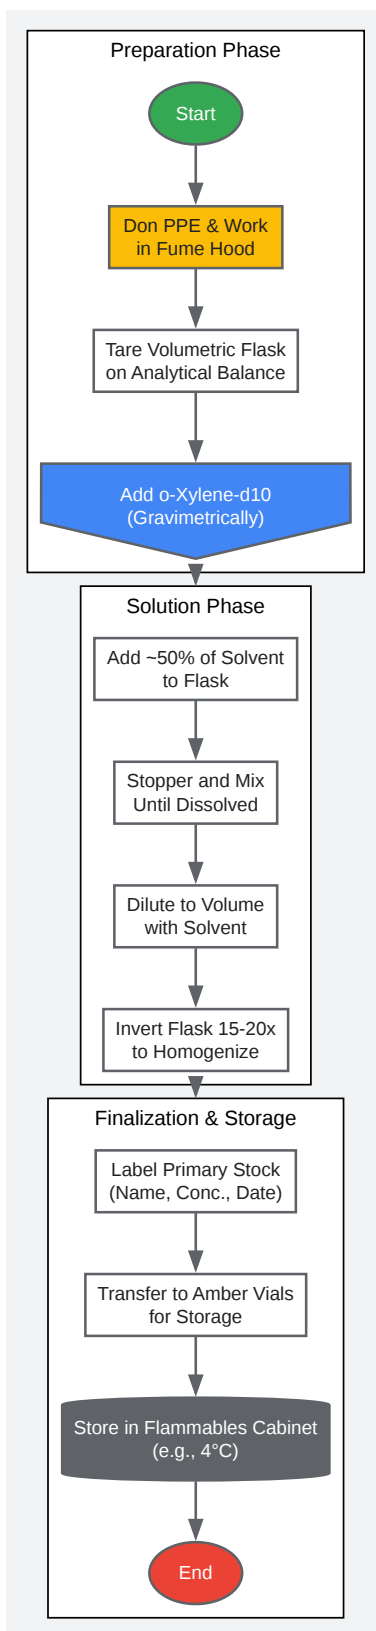 Preparation Phase
Start
Don PPE & Work
in Fume Hood
Tare Volumetric Flask
on Analytical Balance
Add o-Xylene-d10
(Gravimetrically)
Solution Phase
Add ~50% of Solvent
to Flask
Stopper and Mix
Until Dissolved
Dilute to Volume
with Solvent
Invert Flask 15-20x
to Homogenize
Finalization & Storage
Label Primary Stock
(Name, Conc., Date)
Transfer to Amber Vials
for Storage
Store in Flammables Cabinet
(e.g., 4°C)
End